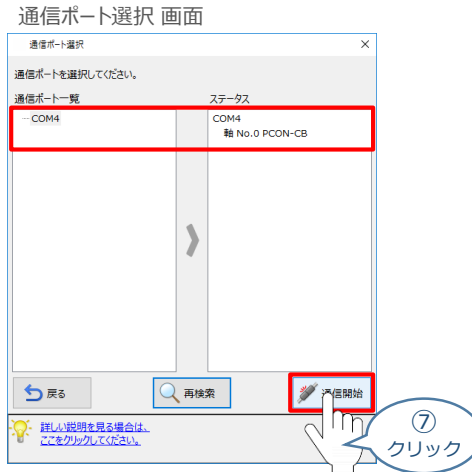 通信ポート選択 画面
通信ポート選択
通信ポートを選択してください。
通信ポート一覧
ステータス
COM4
COM4
軸 No.0 PCON-CB
戻る
再検索
通信開始
詳しい説明を見る場合は、
ここをクリックしてください。
⑦
クリック